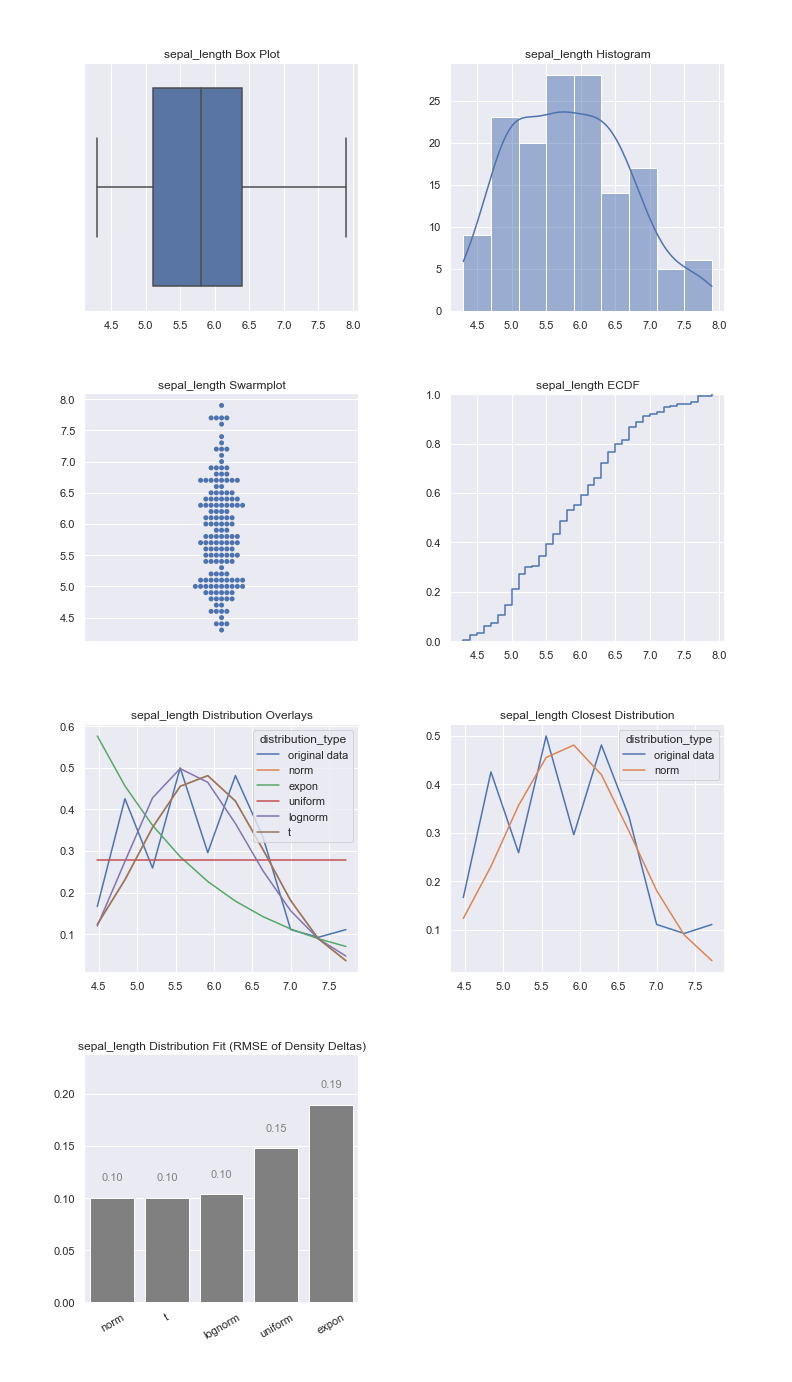 sepal_length Box Plot
4.5 5.0 5.5 6.0 6.5 7.0 7.5 8.0
sepal_length Histogram
25
20
15
10
5
0
4.5 5.0 5.5 6.0 6.5 7.0 7.5 8.0
sepal_length Swarmplot
8.0
7.5
7.0
6.5
6.0
5.5
5.0
4.5
sepal_length ECDF
1.0
0.8
0.6
0.4
0.2
0.0
4.5 5.0 5.5 6.0 6.5 7.0 7.5 8.0
sepal_length Distribution Overlays
0.6
0.5
0.4
0.3
0.2
0.1
distribution_type
original data
norm
expon
uniform
lognorm
t
4.5 5.0 5.5 6.0 6.5 7.0 7.5
sepal_length Closest Distribution
0.5
0.4
0.3
0.2
0.1
distribution_type
original data
norm
4.5 5.0 5.5 6.0 6.5 7.0 7.5
sepal_length Distribution Fit (RMSE of Density Deltas)
0.20
0.15
0.10
0.05
0.00
0.10 0.10 0.10 0.15 0.19
norm t lognorm uniform expon